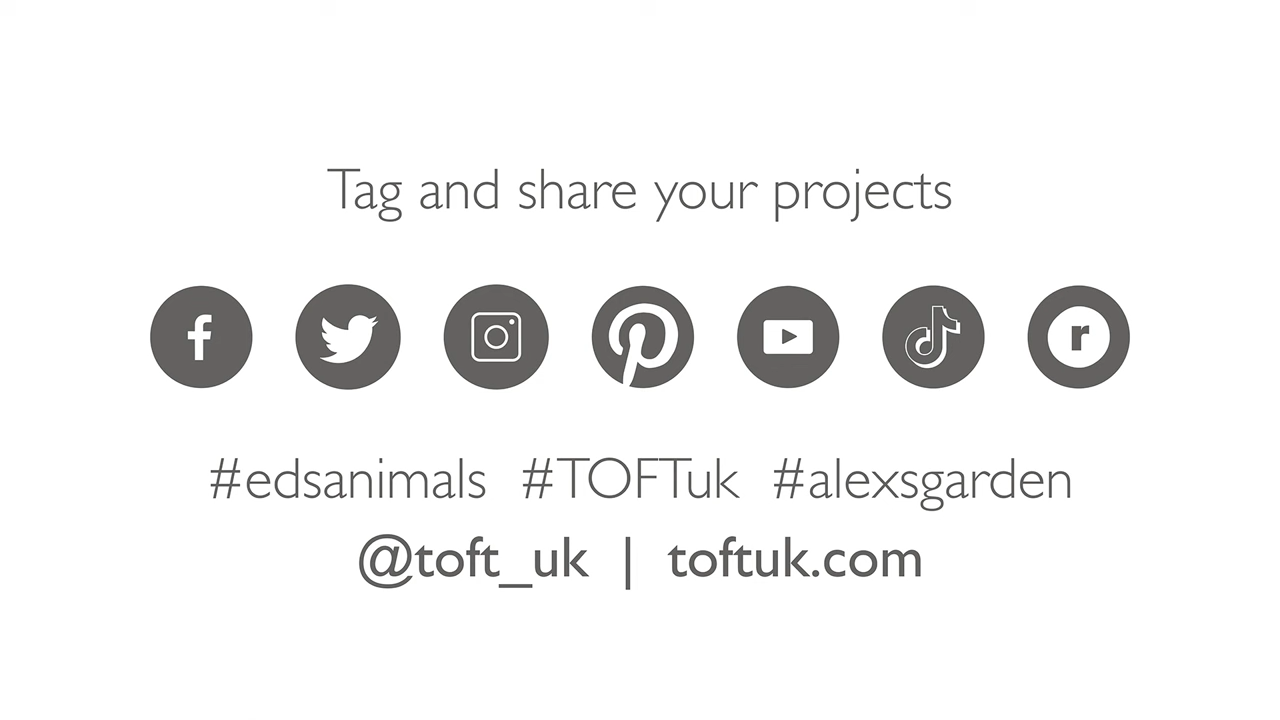 Tag and share your projects
f r
#edsanimals #TOFTuk #alexsgarden
@toft_uk | toftuk.com